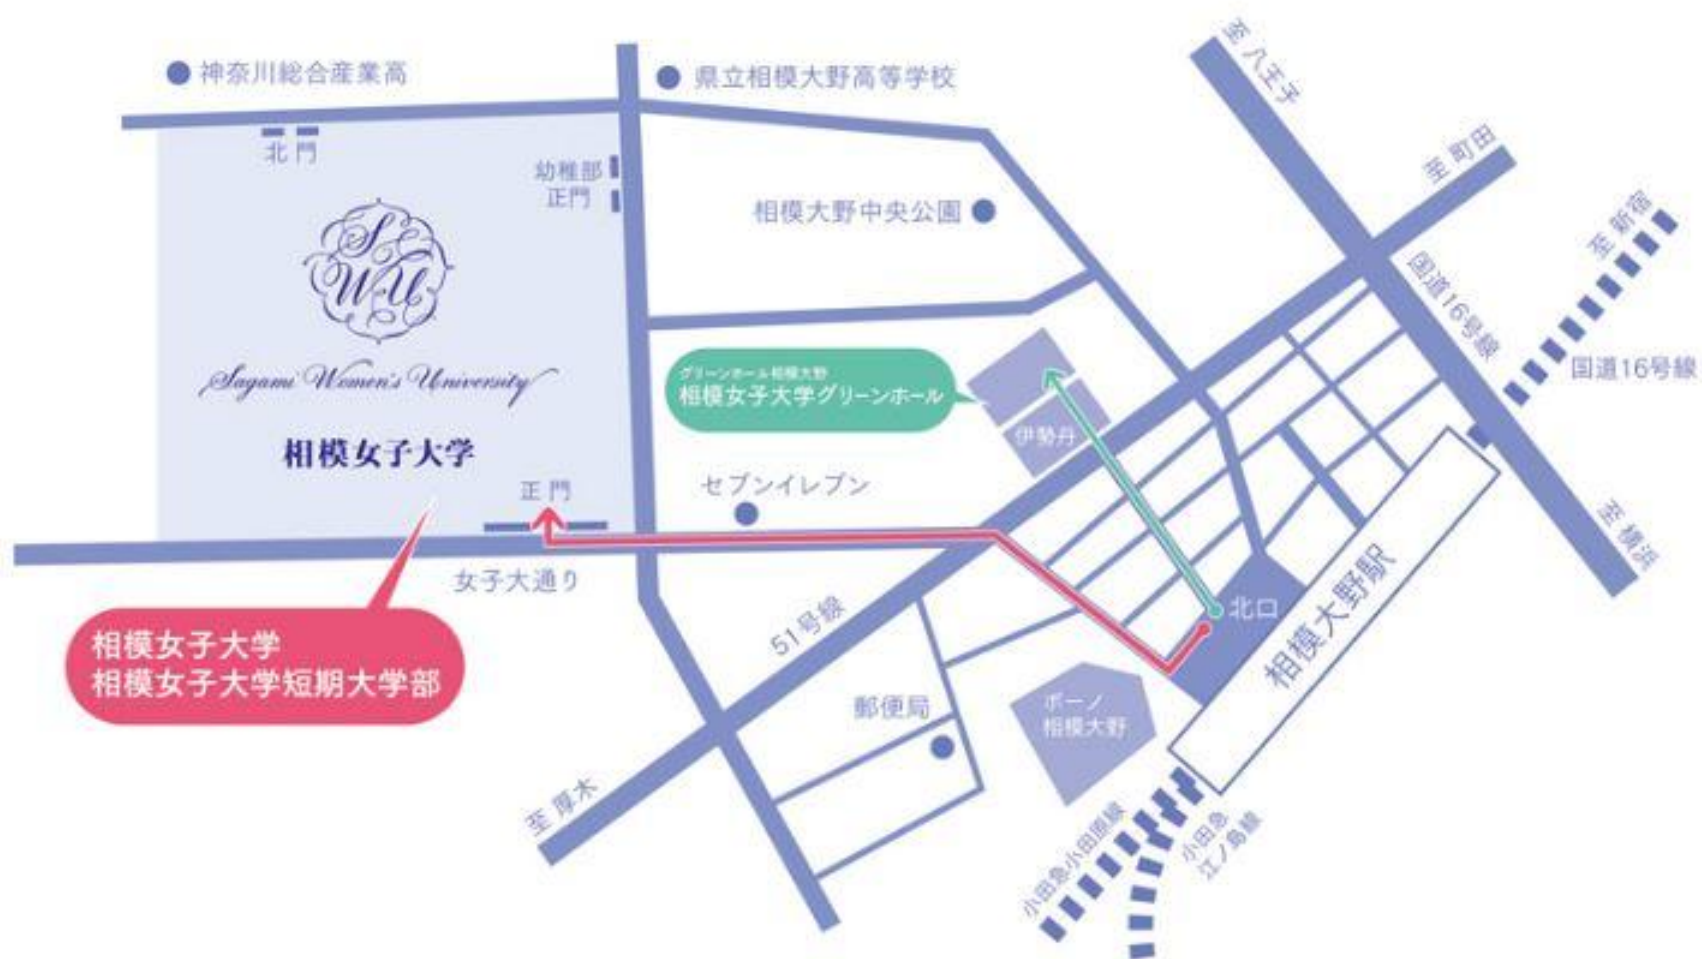 神奈川総合産業高
県立相模大野高等学校
至 八王子
北 門
幼稚部
正門
至 町田
相模大野中央公園
至 新宿
S
W U
国道16号線
国道16号線
グリーンホール相模大野
相模女子大学グリーンホール
Sagami Women's University
伊勢丹
相模女子大学
正 門
セブンイレブン
至 横浜
女子大通り
51号線
北口
相模大野駅
相模女子大学
相模女子大学短期大学部
郵便局
ボーノ
相模大野
至 厚木
小田急小田原線
小田急
江ノ島線